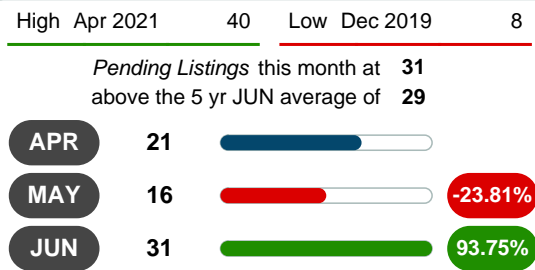 High Apr 2021 40 Low Dec 2019 8
Pending Listings this month at 31
above the 5 yr JUN average of 29
APR 21
MAY 16 -23.81%
JUN 31 93.75%